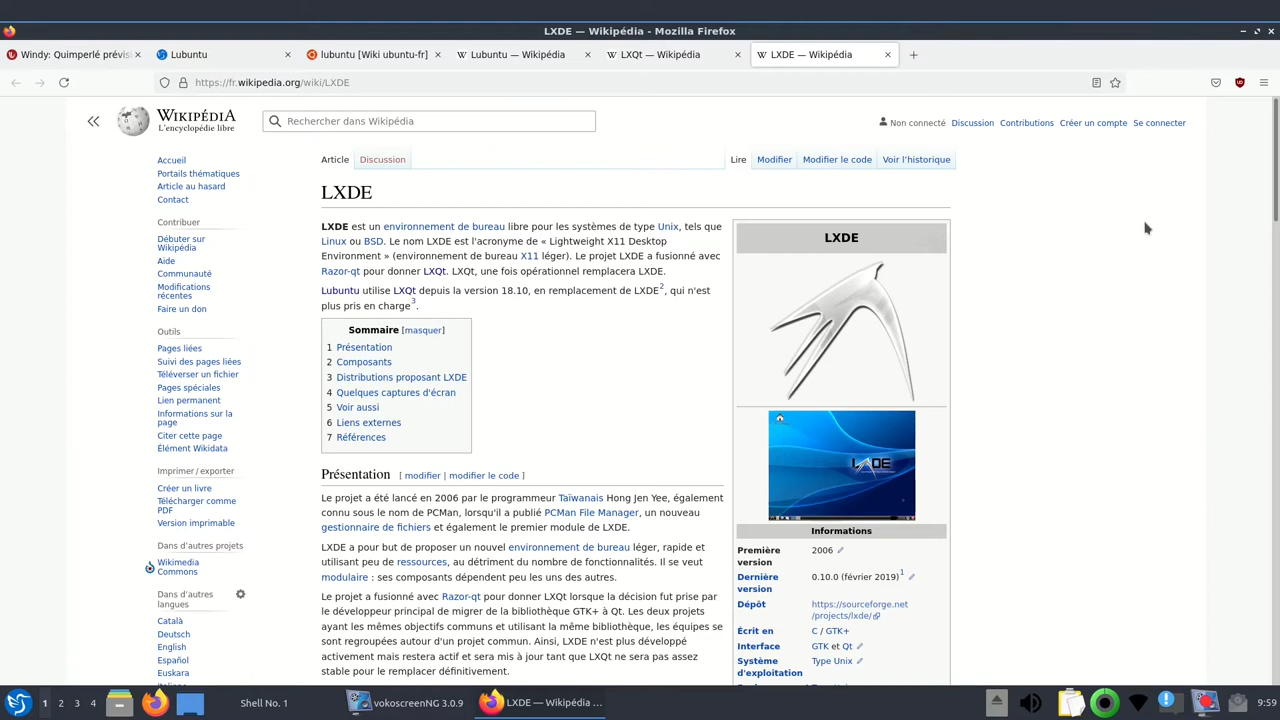 LXDE — Wikipédia - Mozilla Firefox
Windy: Quimperlé prévis
Lubuntu
lubuntu [Wiki ubuntu-fr]
Lubuntu — Wikipédia
LXQt — Wikipédia
LXDE — Wikipédia
https://fr.wikipedia.org/wiki/LXDE
WIKIPÉDIA
L'encyclopédie libre
Rechercher dans Wikipédia
Non connecté Discussion Contributions Créer un compte Se connecter
Accueil
Portails thématiques
Article au hasard
Contact
Contribuer
Débuter sur
Wikipédia
Aide
Communauté
Modifications
récentes
Faire un don
Outils
Pages liées
Suivi des pages liées
Téléverser un fichier
Pages spéciales
Lien permanent
Informations sur la
page
Citer cette page
Élément Wikidata
Imprimer / exporter
Créer un livre
Télécharger comme
PDF
Version imprimable
Dans d'autres projets
Wikimedia
Commons
Dans d'autres
langues
Català
Deutsch
English
Español
Euskara
Article Discussion
Lire Modifier Modifier le code Voir l'historique
LXDE
LXDE est un environnement de bureau libre pour les systèmes de type Unix, tels que
Linux ou BSD. Le nom LXDE est l'acronyme de « Lightweight X11 Desktop
Environment » (environnement de bureau X11 léger). Le projet LXDE a fusionné avec
Razor-qt pour donner LXQt. LXQt, une fois opérationnel remplacera LXDE.
Lubuntu utilise LXQt depuis la version 18.10, en remplacement de LXDE2, qui n'est
plus pris en charge3.
Sommaire [masquer]
1 Présentation
2 Composants
3 Distributions proposant LXDE
4 Quelques captures d'écran
5 Voir aussi
6 Liens externes
7 Références
Présentation [ modifier | modifier le code ]
Le projet a été lancé en 2006 par le programmeur Taïwanais Hong Jen Yee, également
connu sous le nom de PCMan, lorsqu'il a publié PCMan File Manager, un nouveau
gestionnaire de fichiers et également le premier module de LXDE.
LXDE a pour but de proposer un nouvel environnement de bureau léger, rapide et
utilisant peu de ressources, au détriment du nombre de fonctionnalités. Il se veut
modulaire : ses composants dépendent peu les uns des autres.
Le projet a fusionné avec Razor-qt pour donner LXQt lorsque la décision fut prise par
le développeur principal de migrer de la bibliothèque GTK+ à Qt. Les deux projets
ayant les mêmes objectifs communs et utilisant la même bibliothèque, les équipes se
sont regroupées autour d'un projet commun. Ainsi, LXDE n'est plus développé
activement mais restera actif et sera mis à jour tant que LXQt ne sera pas assez
stable pour le remplacer définitivement.
LXDE
LXDE
Informations
Première
version
2006
Dernière
version
0.10.0 (février 2019)1
Dépôt
https://sourceforge.net
/projects/lxde/
Écrit en
C / GTK+
Interface
GTK et Qt
Système
d'exploitation
Type Unix
1 2 3 4
Shell No. 1
vokoscreenNG 3.0.9
LXDE — Wikipédia ...
9:59